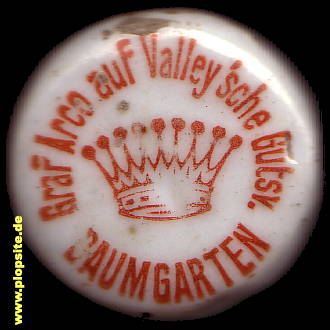 Graf Arco auf Valley'sche Gutsv.
BAUMGARTEN
www.plopsite.de